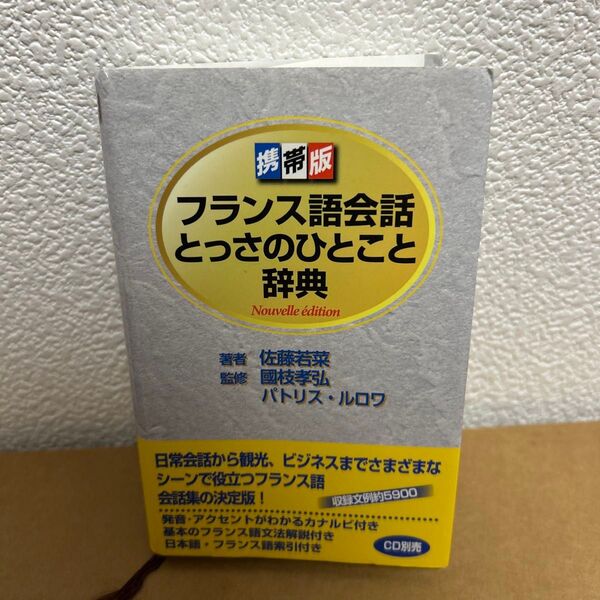 携帯版
フランス語会話
とっさのひとこと
辞典
Nouvelle édition
著者 佐藤若菜
監修 國枝孝弘
パトリス・ルロワ
日常会話から観光、ビジネスまでさまざまな
シーンで役立つフランス語
会話集の決定版！
収録文例約5900
発音・アクセントがわかるカナルビ付き
基本のフランス語文法解説付き
日本語・フランス語索引付き
CD別売